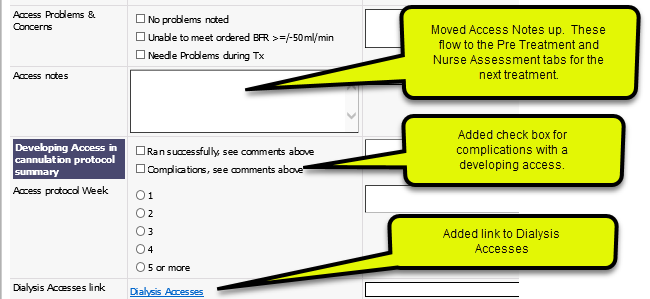 Access Problems &
Concerns
No problems noted
Unable to meet ordered BFR >=/-50ml/min
Needle Problems during Tx
Moved Access Notes up. These
flow to the Pre Treatment and
Nurse Assessment tabs for the
next treatment.
Access notes
Developing Access in
cannulation protocol
summary
Ran successfully, see comments above
Complications, see comments above
Added check box for
complications with a
developing access.
Access protocol Week
1
2
3
4
5 or more
Added link to Dialysis
Accesses
Dialysis Accesses link
Dialysis Accesses